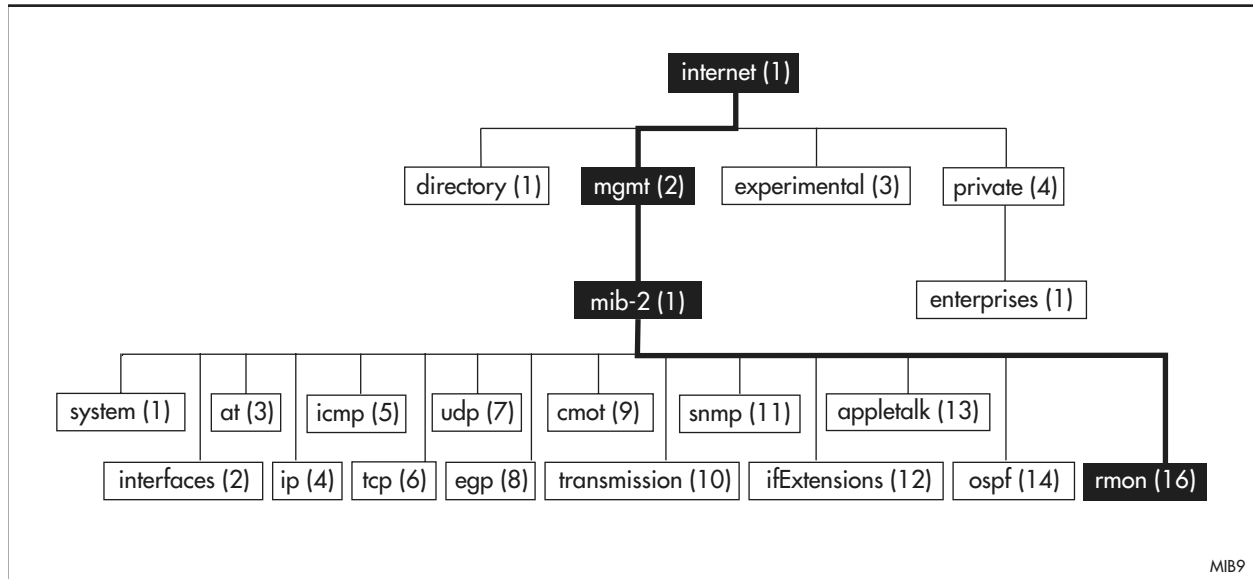 internet (1)
directory (1)
mgmt (2)
experimental (3)
private (4)
mib-2 (1)
enterprises (1)
system (1)
at (3)
icmp (5)
udp (7)
cmot (9)
snmp (11)
appletalk (13)
interfaces (2)
ip (4)
tcp (6)
egp (8)
transmission (10)
ifExtensions (12)
ospf (14)
rmon (16)
MIB9